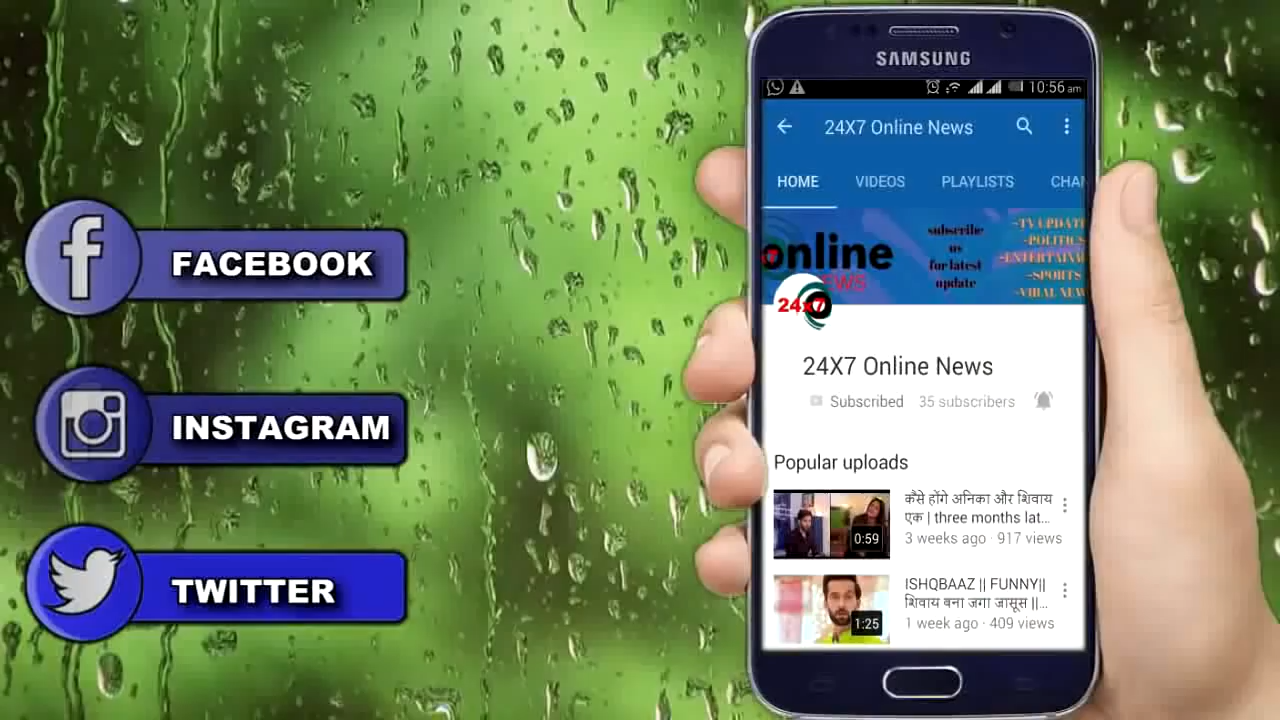 FACEBOOK
INSTAGRAM
TWITTER
SAMSUNG
10:56 am
24X7 Online News
HOME VIDEOS PLAYLISTS CHAN
online
NEWS
24x7
subscribe
us
for latest
update
~TV UPDATE
~POLITICS
~ENTERTAINM
~SPORTS
~VIRAL NEW
24X7 Online News
Subscribed 35 subscribers
Popular uploads
कैसे होंगे अनिका और शिवाय
एक | three months lat...
3 weeks ago · 917 views
0:59
ISHQBAAZ || FUNNY||
शिवाय बना जगा जासूस ||...
1 week ago · 409 views
1:25